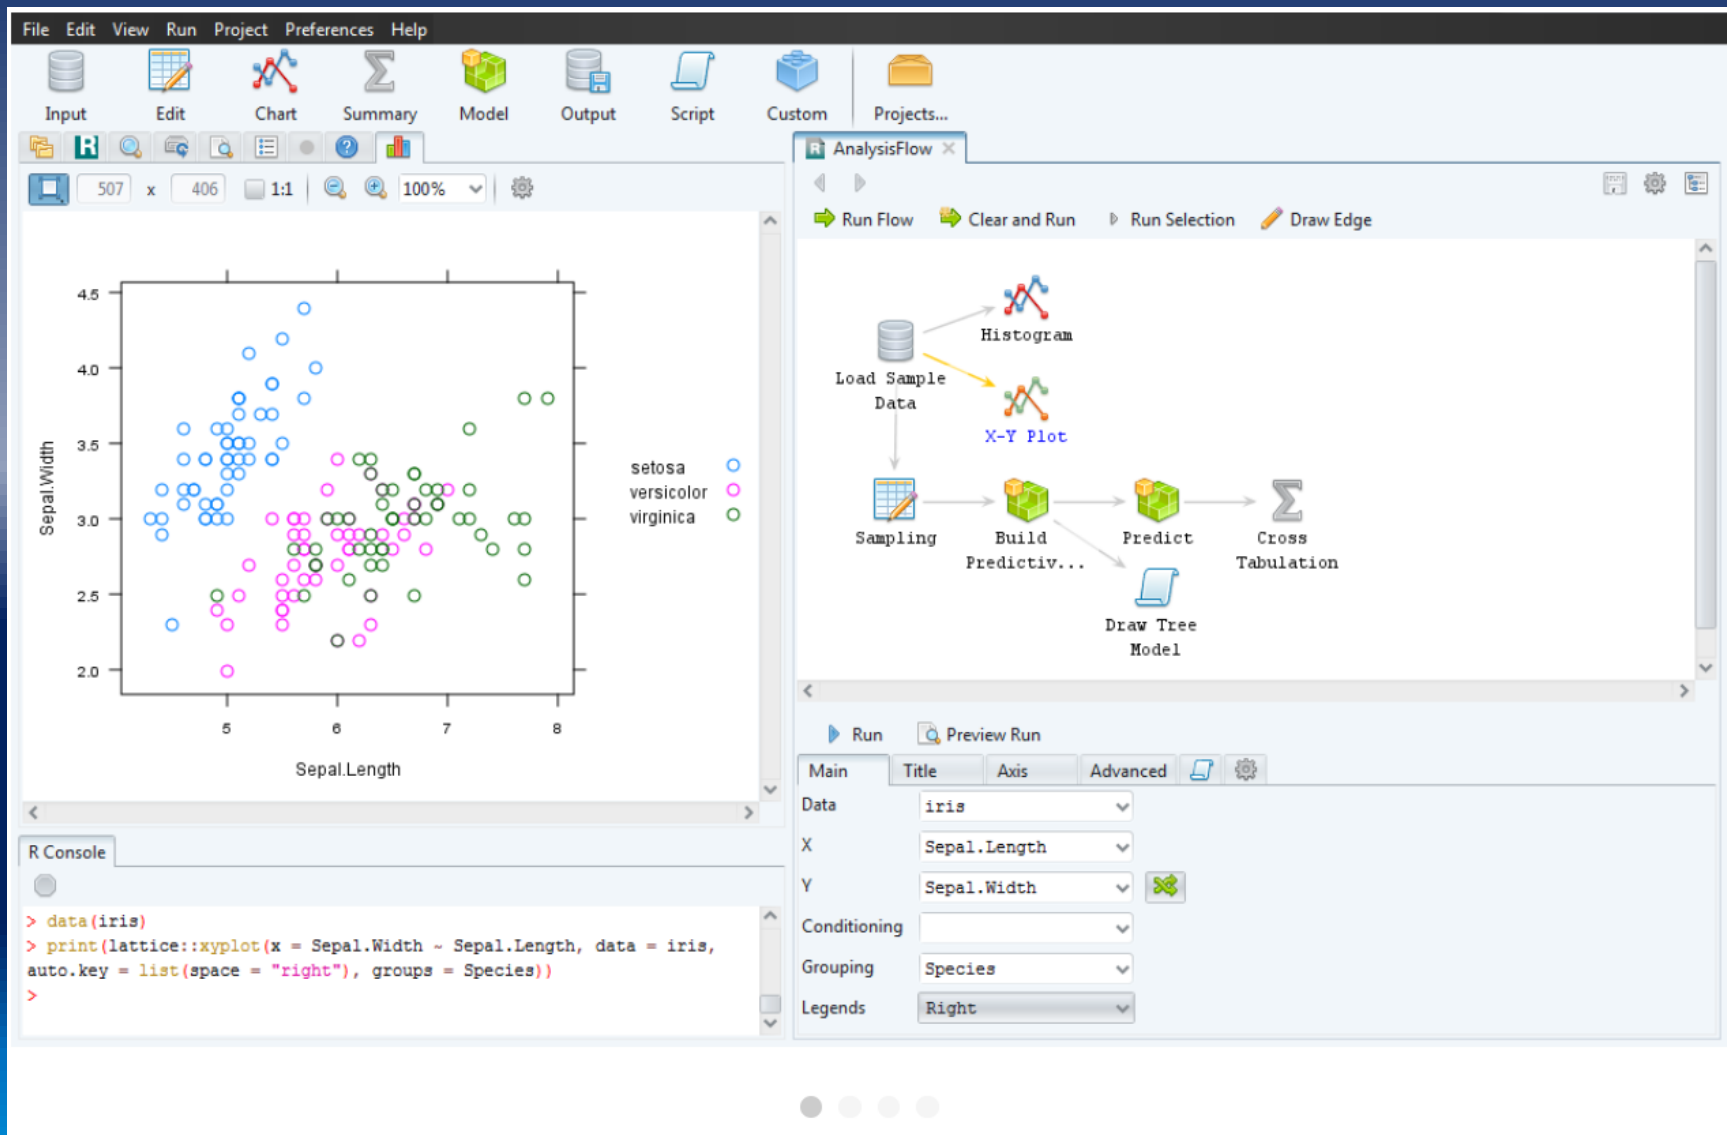 File Edit View Run Project Preferences Help
Input Edit Chart Summary Model Output Script Custom Projects...
R
507 x 406 1:1 100%
4.5
4.0
3.5
3.0
2.5
2.0
Sepal.Width
5 6 7 8
Sepal.Length
setosa
versicolor
virginica
R Console
> data(iris)
> print(lattice::xyplot(x = Sepal.Width ~ Sepal.Length, data = iris,
auto.key = list(space = "right"), groups = Species))
>
R AnalysisFlow
Run Flow Clear and Run Run Selection Draw Edge
Histogram
Load Sample
Data
X-Y Plot
Sampling
Build
Predictiv...
Predict
Cross
Tabulation
Draw Tree
Model
Run Preview Run
Main Title Axis Advanced
Data iris
X Sepal.Length
Y Sepal.Width
Conditioning
Grouping Species
Legends Right